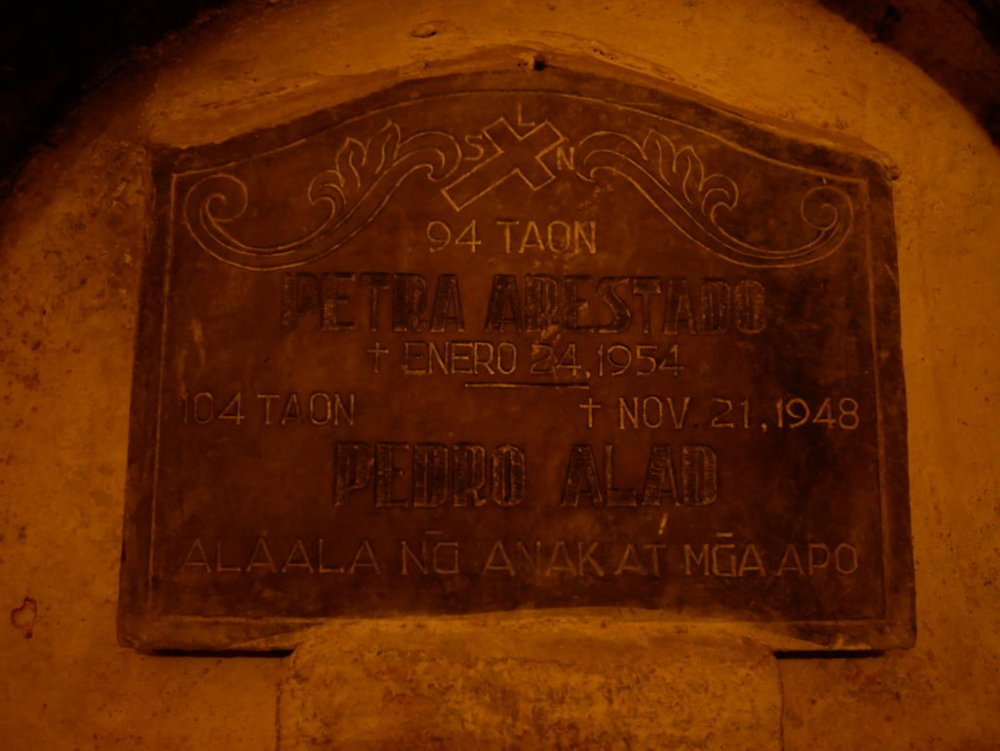 S L N
94 TAON
PETRA ARESTADO
† ENERO 24, 1954
104 TAON † NOV. 21, 1948
PEDRO ALAD
ALAALA NG̃ ANAK AT MG̃A APO